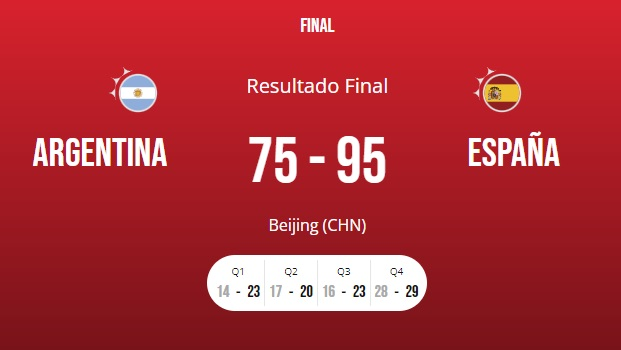 FINAL
Resultado Final
ARGENTINA 75 - 95 ESPAÑA
Beijing (CHN)
Q1 Q2 Q3 Q4
14 - 23 17 - 20 16 - 23 28 - 29